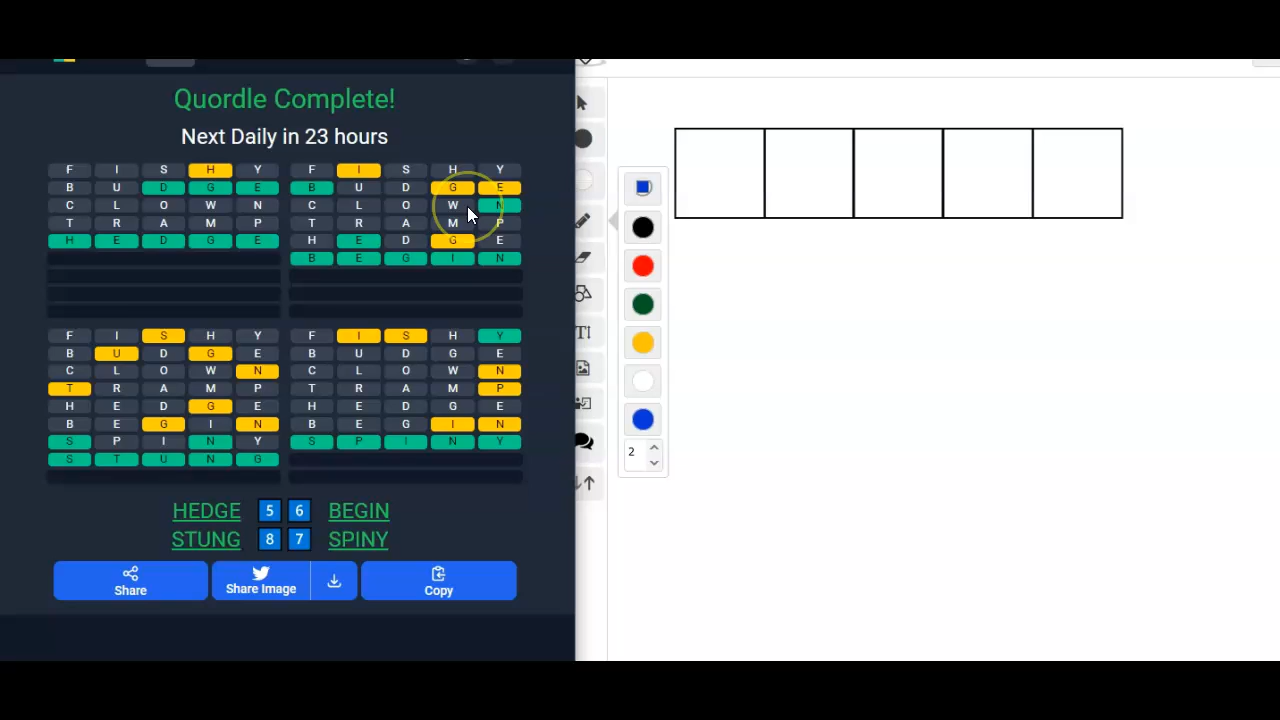 Quordle Complete!
Next Daily in 23 hours
F I S H Y
B U D G E
C L O W N
T R A M P
H E D G E
F I S H Y
B U D G E
C L O W N
T R A M P
H E D G E
B E G I N
F I S H Y
B U D G E
C L O W N
T R A M P
H E D G E
B E G I N
S P I N Y
S T U N G
F I S H Y
B U D G E
C L O W N
T R A M P
H E D G E
B E G I N
S P I N Y
HEDGE 5 6 BEGIN
STUNG 8 7 SPINY
Share
Share Image
Copy
TI
2